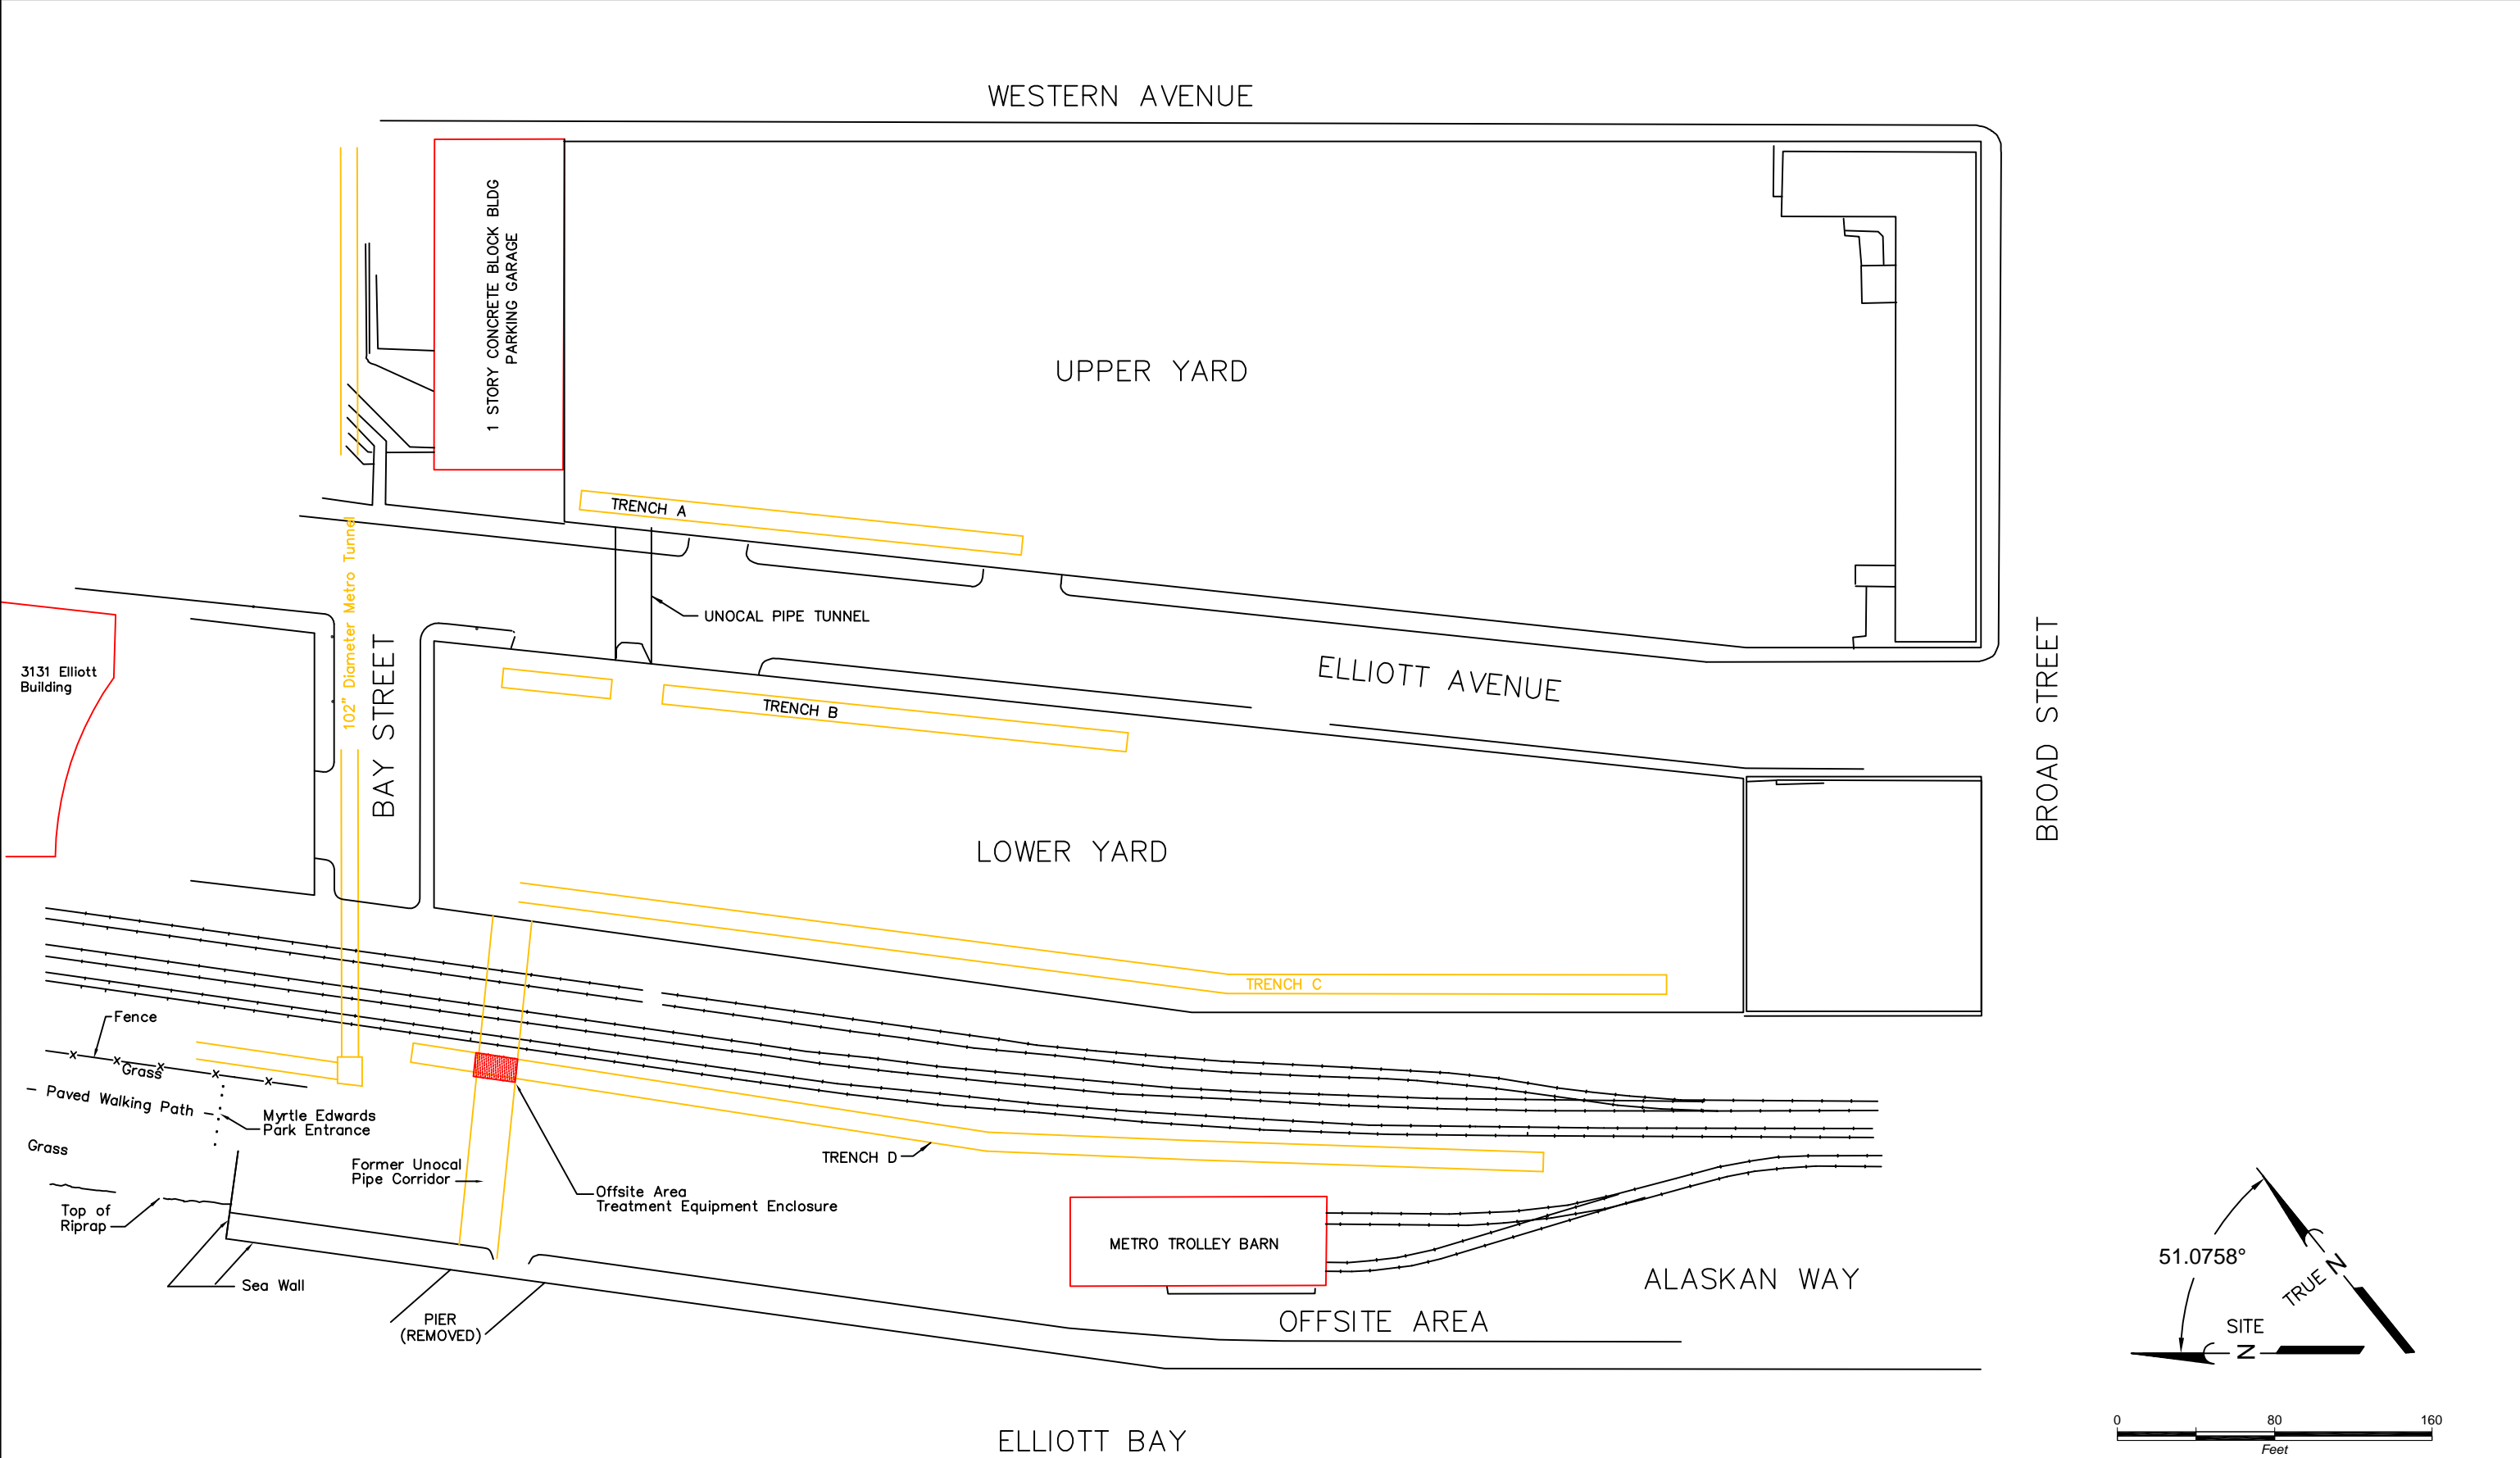 WESTERN AVENUE
1 STORY CONCRETE BLOCK BLDG
PARKING GARAGE
UPPER YARD
TRENCH A
UNOCAL PIPE TUNNEL
102" Diameter Metro Tunnel
BAY STREET
3131 Elliott
Building
ELLIOTT AVENUE
BROAD STREET
TRENCH B
LOWER YARD
TRENCH C
Fence
Grass
Paved Walking Path
Myrtle Edwards
Park Entrance
Grass
TRENCH D
Former Unocal
Pipe Corridor
Offsite Area
Treatment Equipment Enclosure
Top of
Riprap
Sea Wall
PIER
(REMOVED)
METRO TROLLEY BARN
ALASKAN WAY
OFFSITE AREA
ELLIOTT BAY
51.0758°
TRUE N
SITE
N
0 80 160
Feet